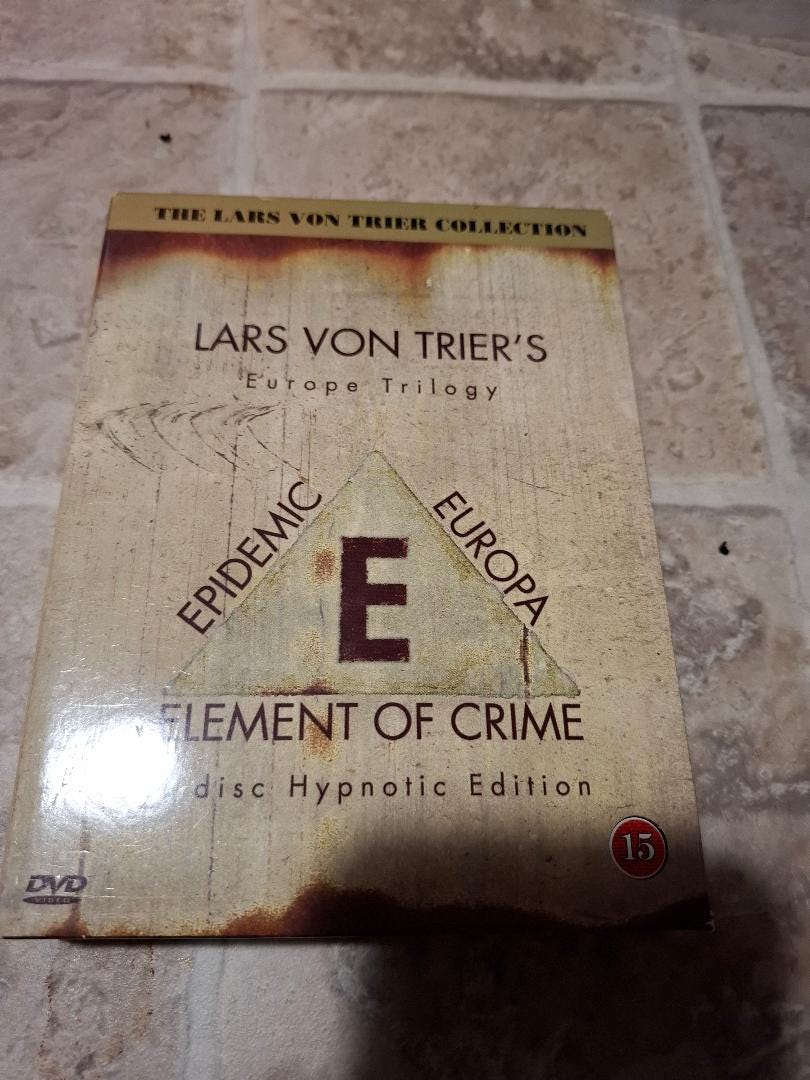 THE LARS VON TRIER COLLECTION
LARS VON TRIER'S
Europe Trilogy
EPIDEMIC
EUROPA
E
ELEMENT OF CRIME
disc Hypnotic Edition
15
DVD
VIDEO